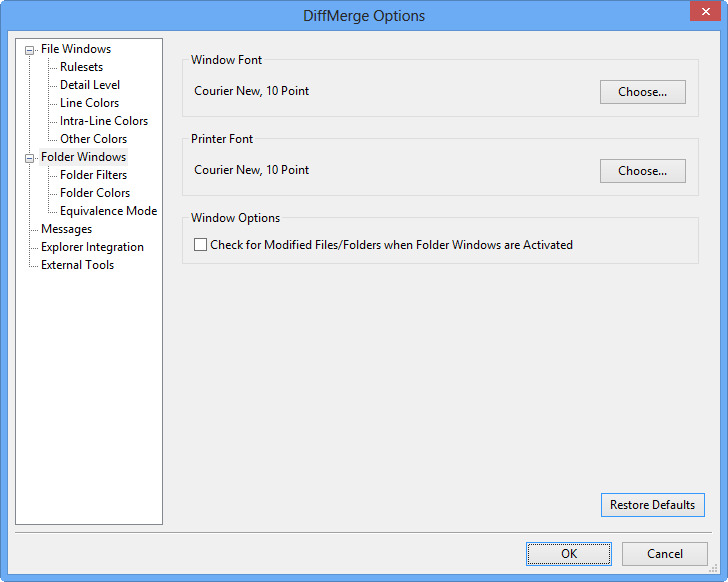 DiffMerge Options
File Windows
Rulesets
Detail Level
Line Colors
Intra-Line Colors
Other Colors
Folder Windows
Folder Filters
Folder Colors
Equivalence Mode
Messages
Explorer Integration
External Tools
Window Font
Courier New, 10 Point
Choose...
Printer Font
Courier New, 10 Point
Choose...
Window Options
Check for Modified Files/Folders when Folder Windows are Activated
Restore Defaults
OK
Cancel